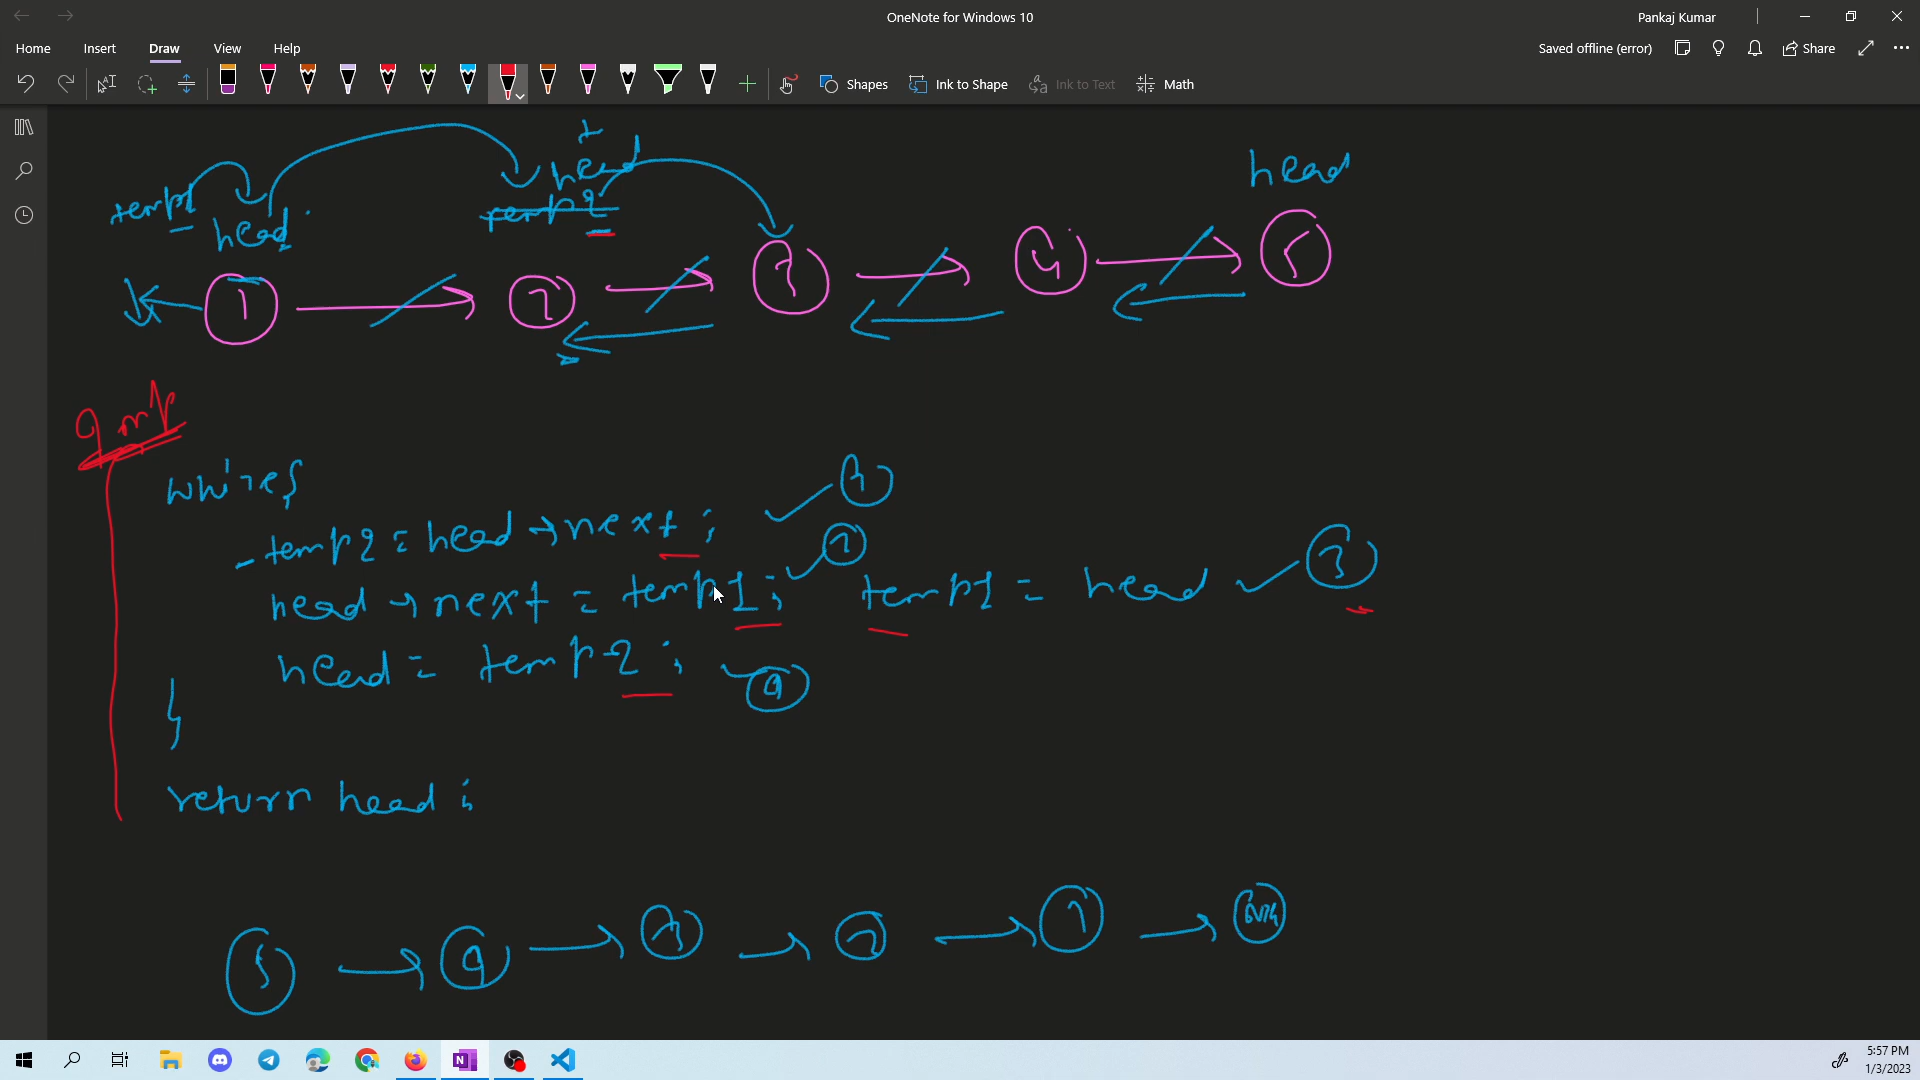 OneNote for Windows 10
Pankaj Kumar
Home Insert Draw View Help
Saved offline (error)
Share
Shapes
Ink to Shape
Ink to Text
Math
head
head
temp1
temp2
head
1 2 3 4 5
while{
temp2 = head → next ;
head → next = temp1 ; temp1 = head
head = temp2 ;
}
return head ;
5 → 4 → 3 → 2 → 1 →
5:57 PM
1/3/2023